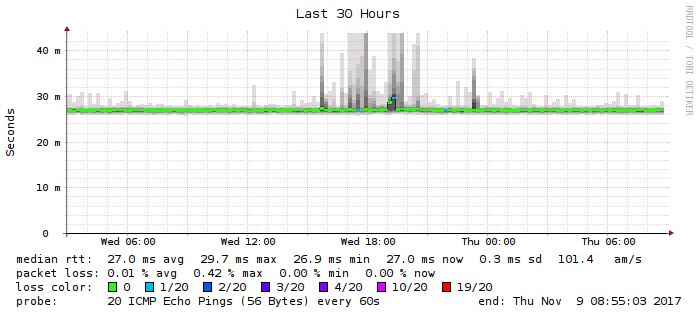 Last 30 Hours
RRDTOOL / TOBI OETIKER
Seconds
40 m
30 m
20 m
10 m
0
Wed 06:00 Wed 12:00 Wed 18:00 Thu 00:00 Thu 06:00
median rtt: 27.0 ms avg 29.7 ms max 26.9 ms min 27.0 ms now 0.3 ms sd 101.4 am/s
packet loss: 0.01 % avg 0.42 % max 0.00 % min 0.00 % now
loss color: 0 1/20 2/20 3/20 4/20 10/20 19/20
probe: 20 ICMP Echo Pings (56 Bytes) every 60s end: Thu Nov 9 08:55:03 2017